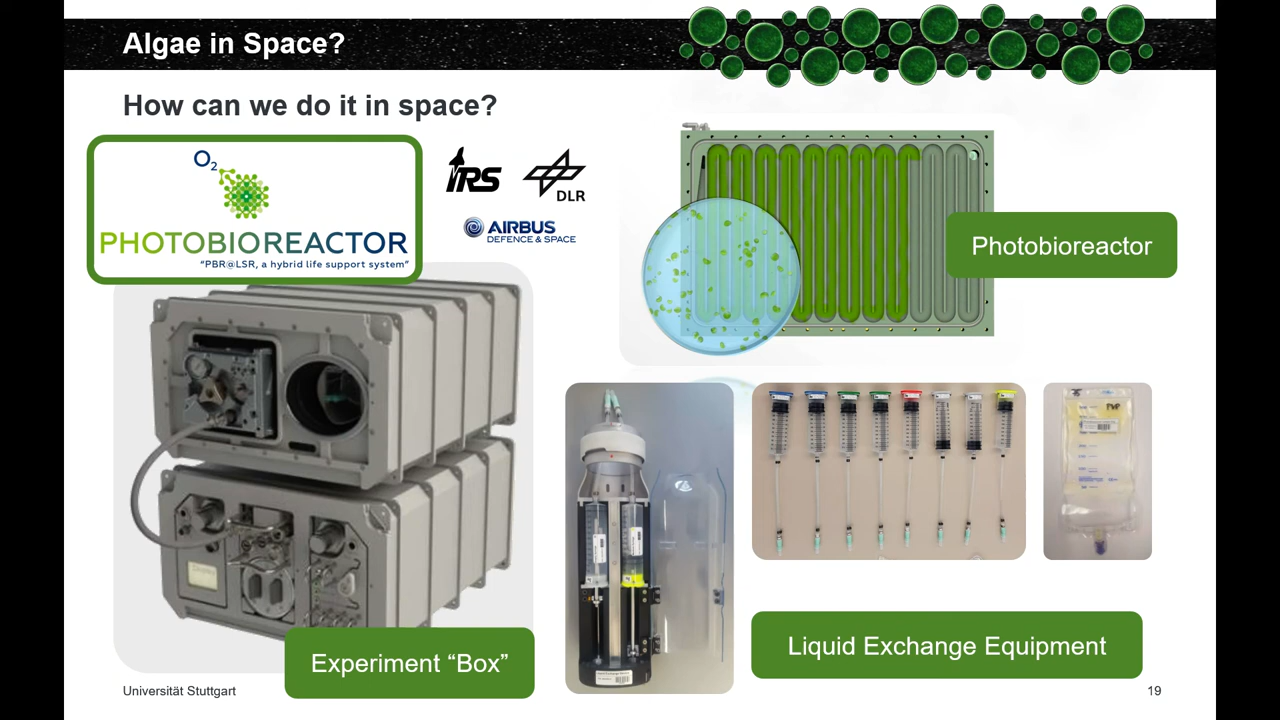 Algae in Space?
How can we do it in space?
O2
PHOTOBIOREACTOR
“PBR@LSR, a hybrid life support system”
IRS
DLR
AIRBUS
DEFENCE & SPACE
Photobioreactor
Experiment “Box”
Liquid Exchange Equipment
Universität Stuttgart
19